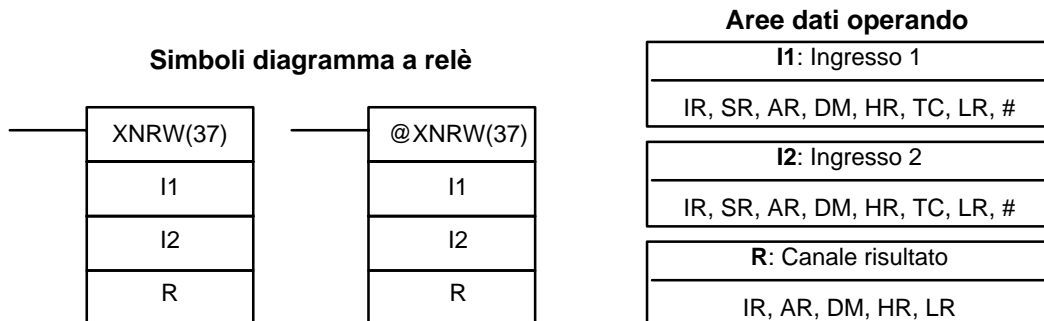 Simboli diagramma a relè
XNRW(37)
I1
I2
R
@XNRW(37)
I1
I2
R
Aree dati operando
I1: Ingresso 1
IR, SR, AR, DM, HR, TC, LR, #
I2: Ingresso 2
IR, SR, AR, DM, HR, TC, LR, #
R: Canale risultato
IR, AR, DM, HR, LR